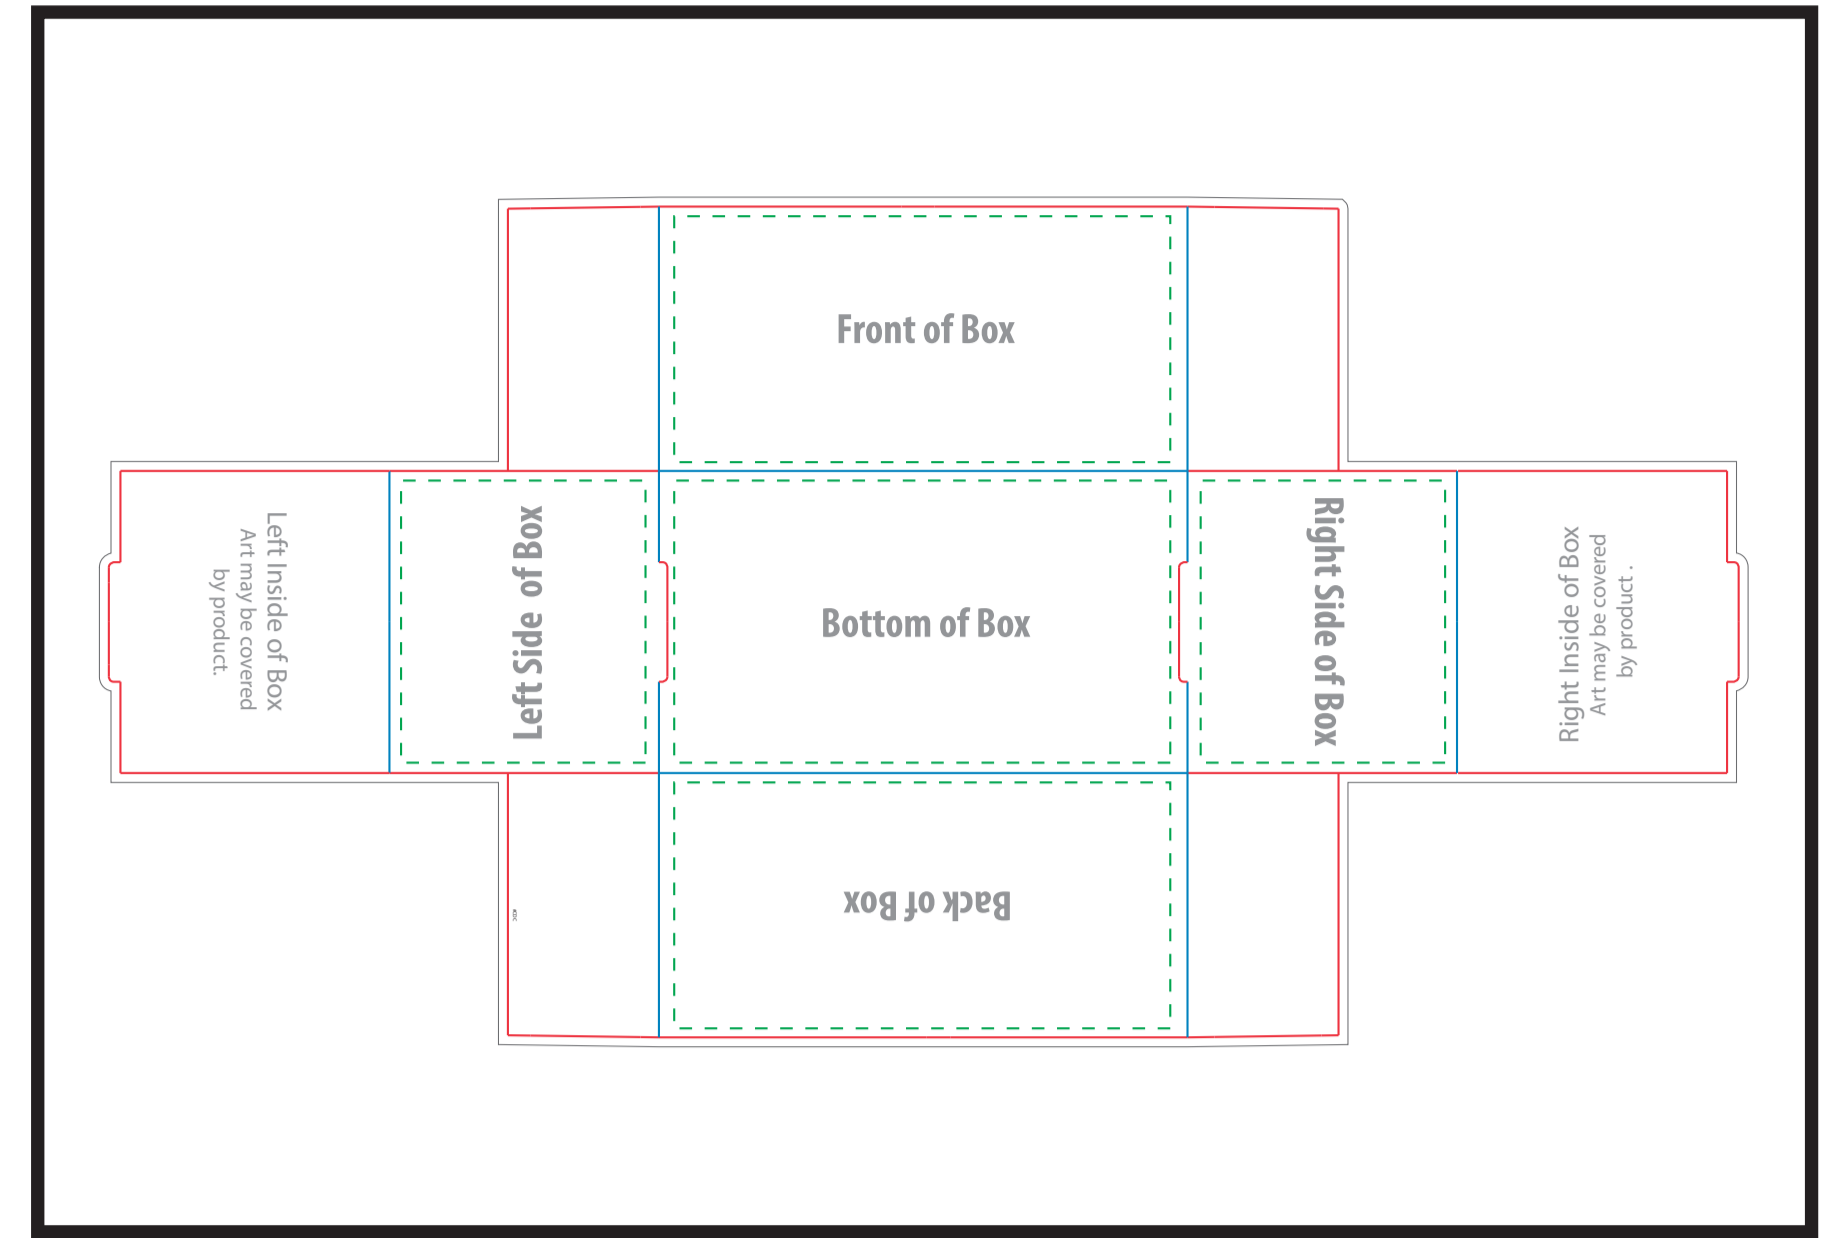 Front of Box
Left Inside of Box
Art may be covered
by product.
Left Side of Box
Bottom of Box
Right Side of Box
Right Inside of Box
Art may be covered
by product .
Back of Box